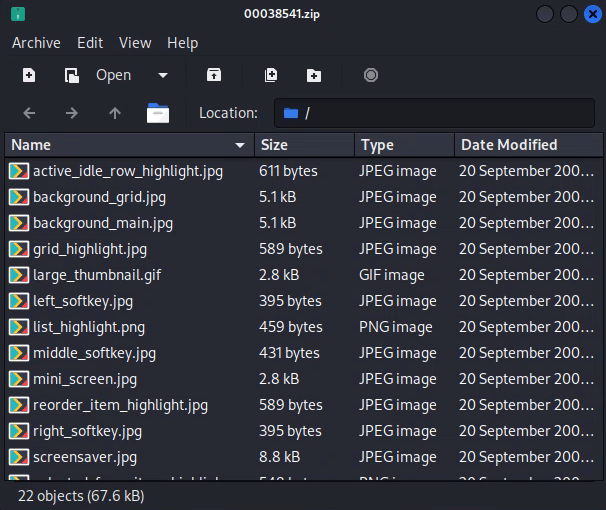 00038541.zip
Archive Edit View Help
Open
Location: /
Name Size Type Date Modified
active_idle_row_highlight.jpg 611 bytes JPEG image 20 September 200…
background_grid.jpg 5.1 kB JPEG image 20 September 200…
background_main.jpg 5.1 kB JPEG image 20 September 200…
grid_highlight.jpg 589 bytes JPEG image 20 September 200…
large_thumbnail.gif 2.8 kB GIF image 20 September 200…
left_softkey.jpg 395 bytes JPEG image 20 September 200…
list_highlight.png 459 bytes PNG image 20 September 200…
middle_softkey.jpg 431 bytes JPEG image 20 September 200…
mini_screen.jpg 2.8 kB JPEG image 20 September 200…
reorder_item_highlight.jpg 589 bytes JPEG image 20 September 200…
right_softkey.jpg 395 bytes JPEG image 20 September 200…
screensaver.jpg 8.8 kB JPEG image 20 September 200…
22 objects (67.6 kB)